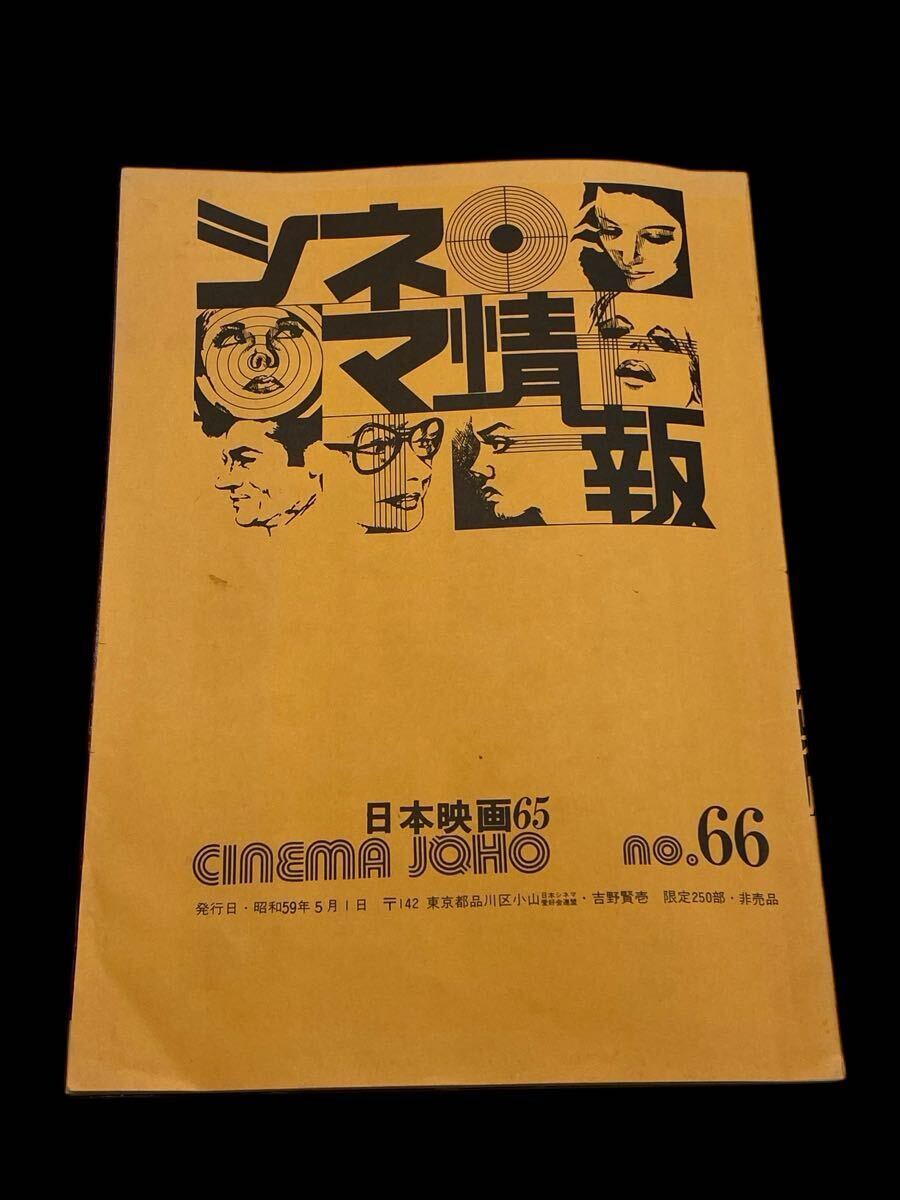 シネ
マ情
報
日本映画65
CINEMA JOHO no.66
発行日・昭和59年5月1日 〒142 東京都品川区小山 日本シネマ愛好会連盟・吉野賢壱 限定250部・非売品